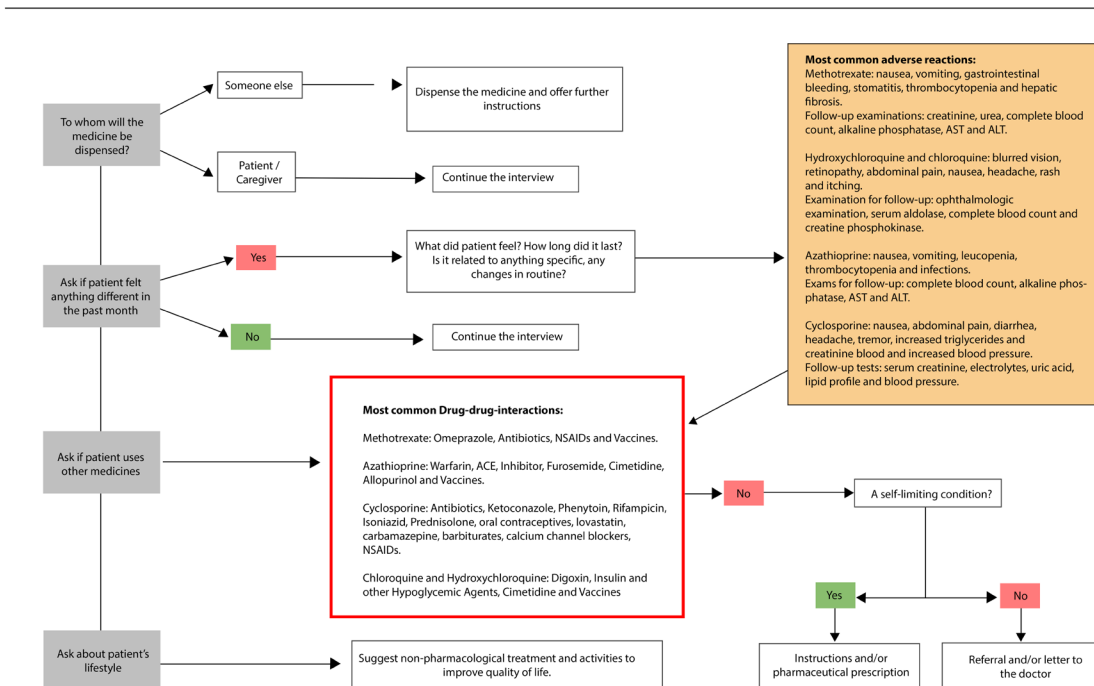 To whom will the
medicine be
dispensed?
Someone else
Dispense the medicine and offer further
instructions
Patient /
Caregiver
Continue the interview
Ask if patient felt
anything different in
the past month
Yes
What did patient feel? How long did it last?
Is it related to anything specific, any
changes in routine?
No
Continue the interview
Most common adverse reactions:
Methotrexate: nausea, vomiting, gastrointestinal
bleeding, stomatitis, thrombocytopenia and hepatic
fibrosis.
Follow-up examinations: creatinine, urea, complete blood
count, alkaline phosphatase, AST and ALT.
Hydroxychloroquine and chloroquine: blurred vision,
retinopathy, abdominal pain, nausea, headache, rash
and itching.
Examination for follow-up: ophthalmologic
examination, serum aldolase, complete blood count and
creatine phosphokinase.
Azathioprine: nausea, vomiting, leucopenia,
thrombocytopenia and infections.
Exams for follow-up: complete blood count, alkaline phos-
phatase, AST and ALT.
Cyclosporine: nausea, abdominal pain, diarrhea,
headache, tremor, increased triglycerides and
creatinine blood and increased blood pressure.
Follow-up tests: serum creatinine, electrolytes, uric acid,
lipid profile and blood pressure.
Ask if patient uses
other medicines
Most common Drug-drug-interactions:
Methotrexate: Omeprazole, Antibiotics, NSAIDs and Vaccines.
Azathioprine: Warfarin, ACE, Inhibitor, Furosemide, Cimetidine,
Allopurinol and Vaccines.
Cyclosporine: Antibiotics, Ketoconazole, Phenytoin, Rifampicin,
Isoniazid, Prednisolone, oral contraceptives, lovastatin,
carbamazepine, barbiturates, calcium channel blockers,
NSAIDs.
Chloroquine and Hydroxychloroquine: Digoxin, Insulin and
other Hypoglycemic Agents, Cimetidine and Vaccines
No
A self-limiting condition?
Yes
No
Instructions and/or
pharmaceutical prescription
Referral and/or letter to
the doctor
Ask about patient's
lifestyle
Suggest non-pharmacological treatment and activities to
improve quality of life.